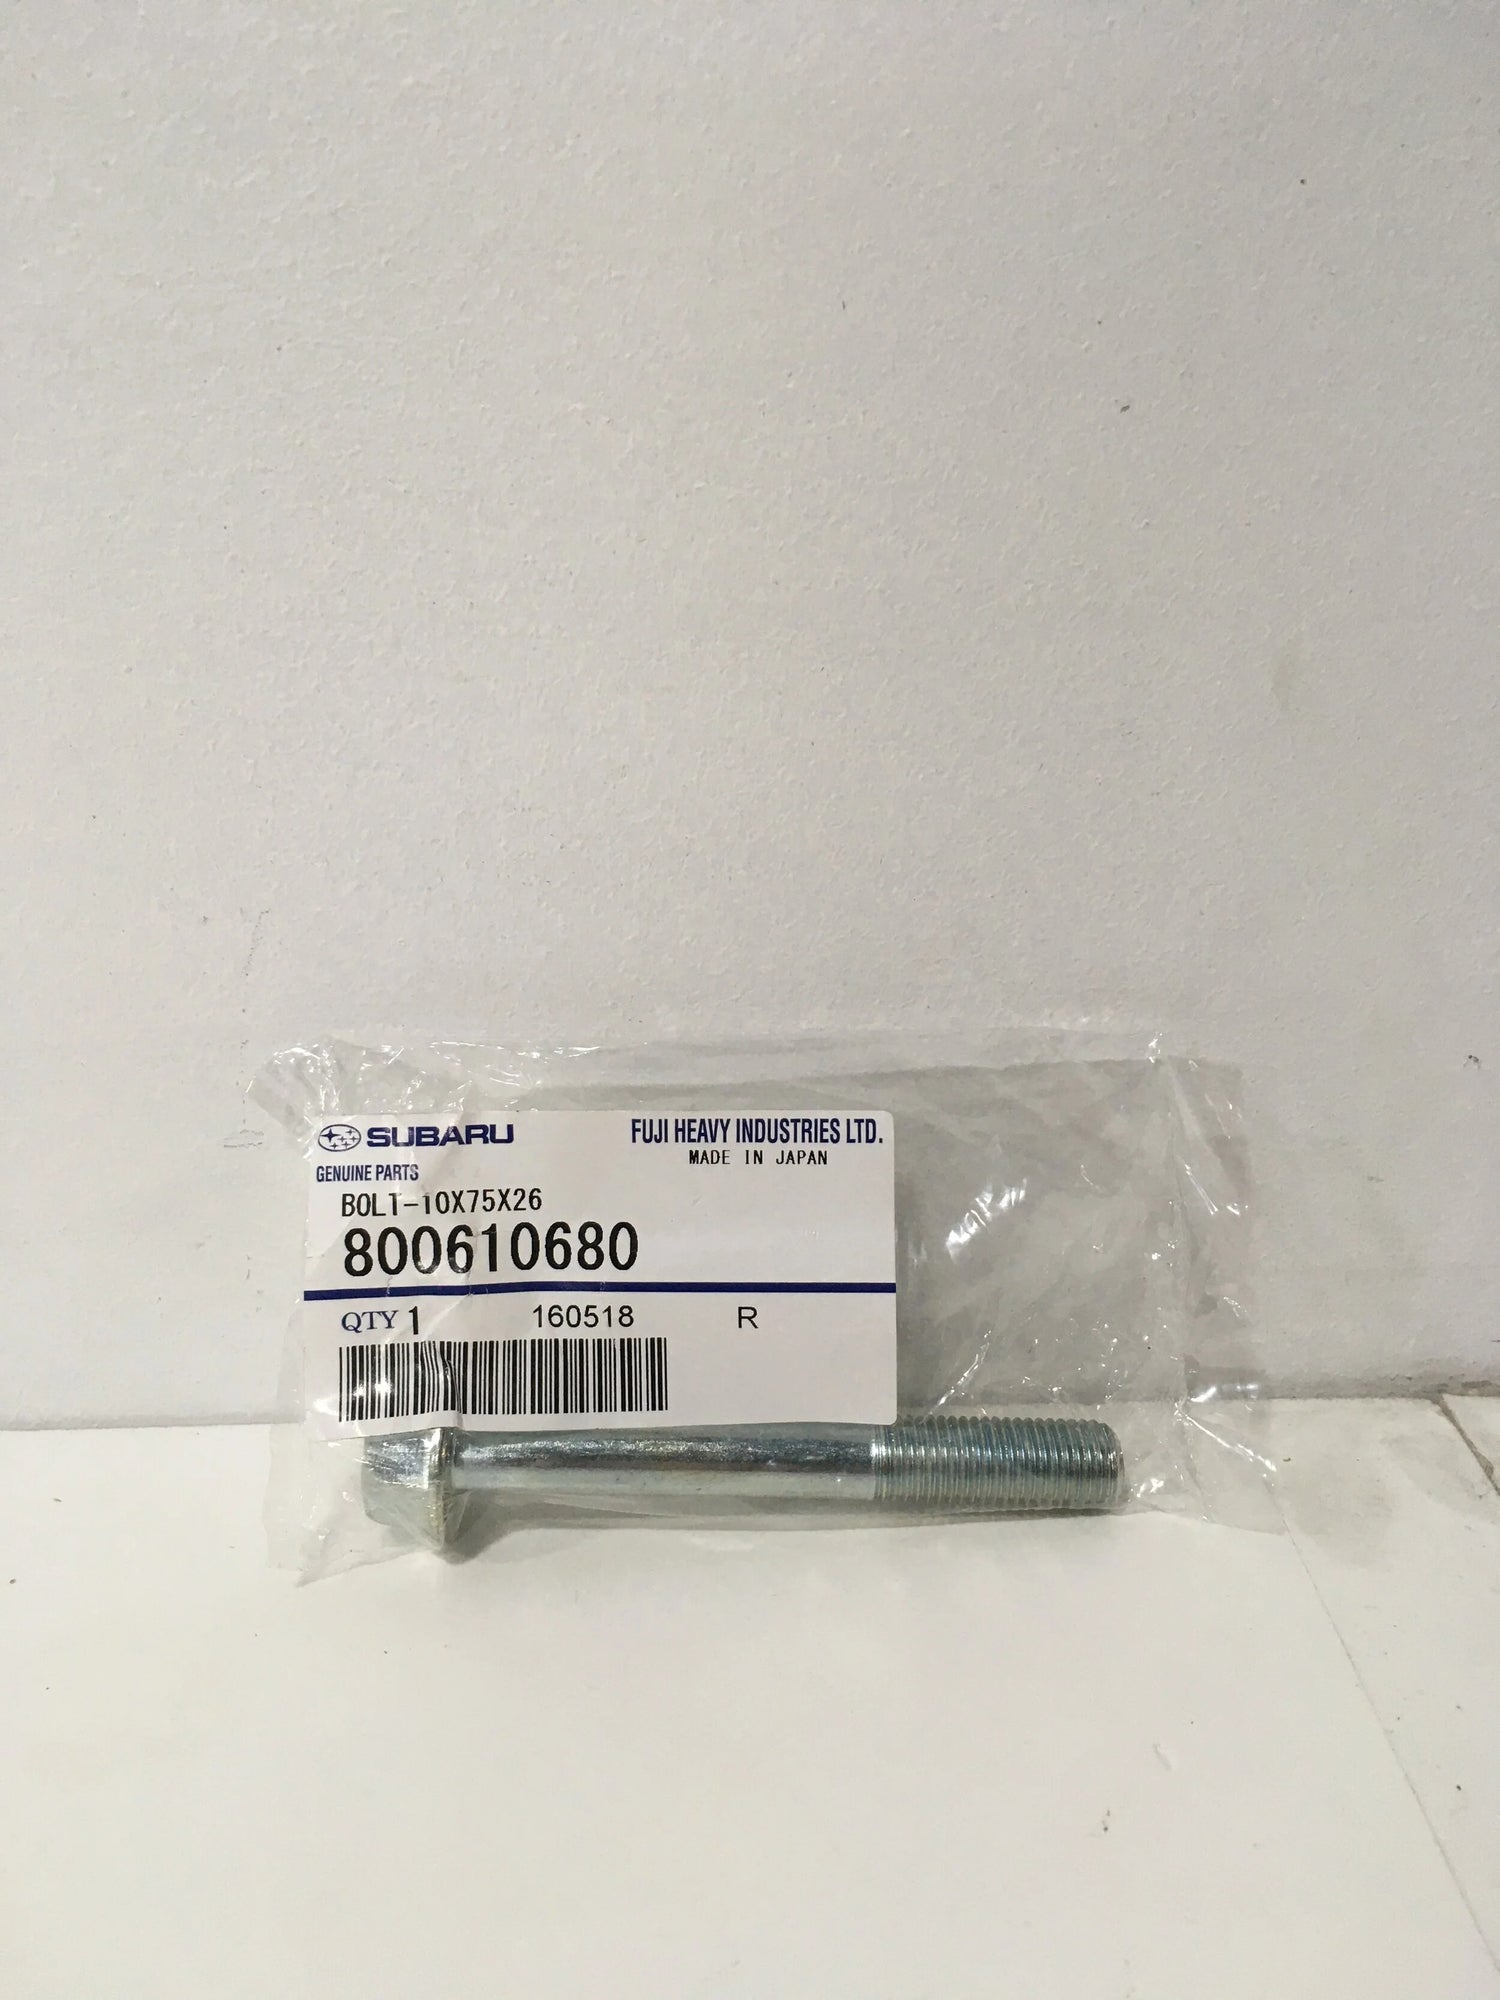 SUBARU
FUJI HEAVY INDUSTRIES LTD.
MADE IN JAPAN
GENUINE PARTS
BOLT-10X75X26
800610680
QTY 1 160518 R